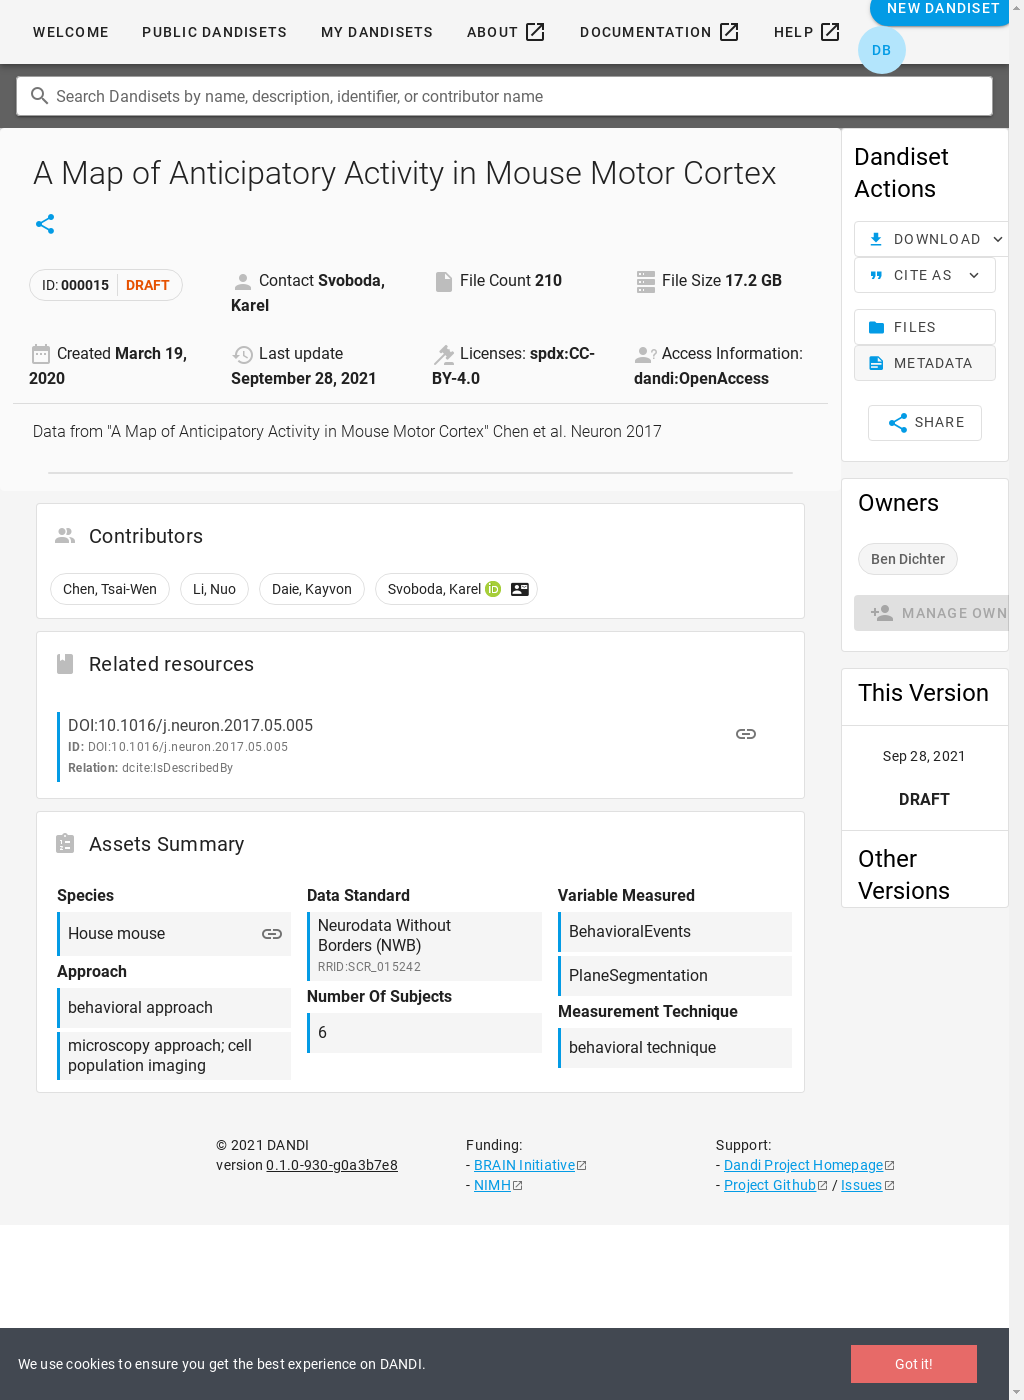 NEW DANDISET
WELCOME
PUBLIC DANDISETS
MY DANDISETS
ABOUT
DOCUMENTATION
HELP
DB
Search Dandisets by name, description, identifier, or contributor name
A Map of Anticipatory Activity in Mouse Motor Cortex
ID: 000015 DRAFT
Contact Svoboda,
Karel
File Count 210
File Size 17.2 GB
Created March 19,
2020
Last update
September 28, 2021
Licenses: spdx:CC-
BY-4.0
Access Information:
dandi:OpenAccess
Data from "A Map of Anticipatory Activity in Mouse Motor Cortex" Chen et al. Neuron 2017
Contributors
Chen, Tsai-Wen
Li, Nuo
Daie, Kayvon
Svoboda, Karel iD
Related resources
DOI:10.1016/j.neuron.2017.05.005
ID: DOI:10.1016/j.neuron.2017.05.005
Relation: dcite:IsDescribedBy
Assets Summary
Species
House mouse
Approach
behavioral approach
microscopy approach; cell
population imaging
Data Standard
Neurodata Without
Borders (NWB)
RRID:SCR_015242
Number Of Subjects
6
Variable Measured
BehavioralEvents
PlaneSegmentation
Measurement Technique
behavioral technique
Dandiset
Actions
DOWNLOAD
CITE AS
FILES
METADATA
SHARE
Owners
Ben Dichter
MANAGE OWN
This Version
Sep 28, 2021
DRAFT
Other
Versions
© 2021 DANDI
version 0.1.0-930-g0a3b7e8
Funding:
- BRAIN Initiative
- NIMH
Support:
- Dandi Project Homepage
- Project Github / Issues
We use cookies to ensure you get the best experience on DANDI.
Got it!